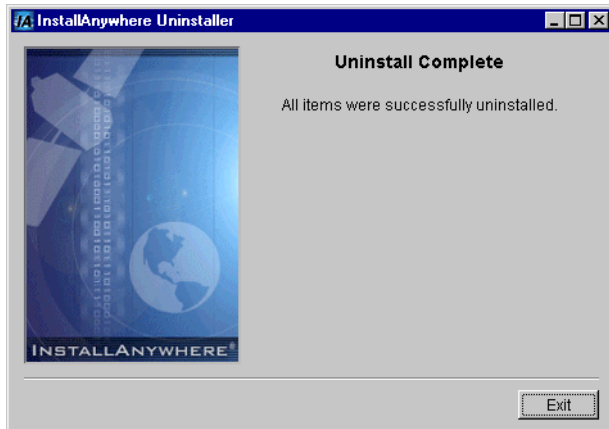 InstallAnywhere Uninstaller
Uninstall Complete
All items were successfully uninstalled.
INSTALLANYWHERE®
Exit